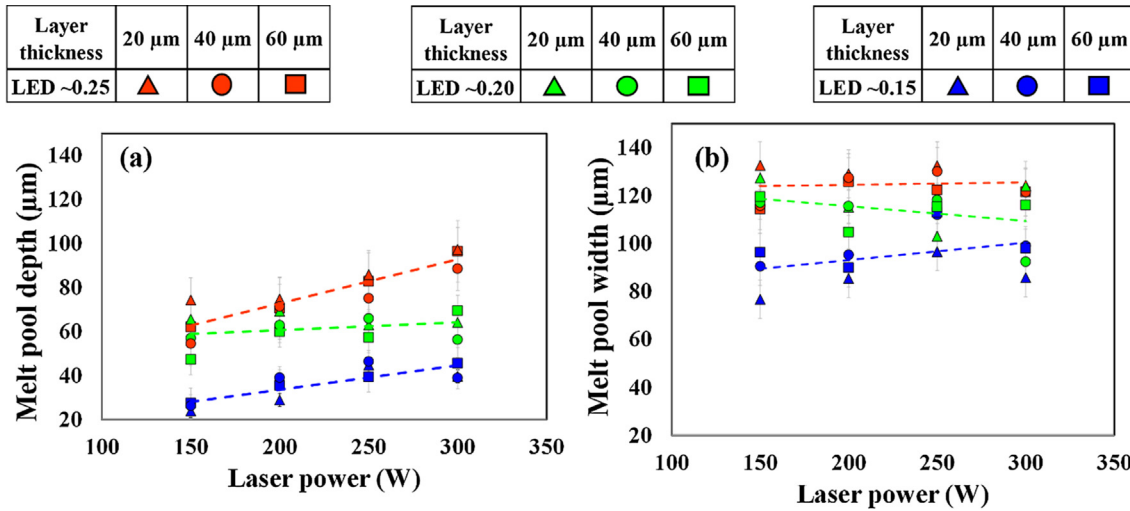 Layer thickness 20 µm 40 µm 60 µm
LED ~0.25
Layer thickness 20 µm 40 µm 60 µm
LED ~0.20
Layer thickness 20 µm 40 µm 60 µm
LED ~0.15
(a)
Melt pool depth (µm)
140
120
100
80
60
40
20
100 150 200 250 300 350
Laser power (W)
(b)
Melt pool width (µm)
140
120
100
80
60
40
20
100 150 200 250 300 350
Laser power (W)